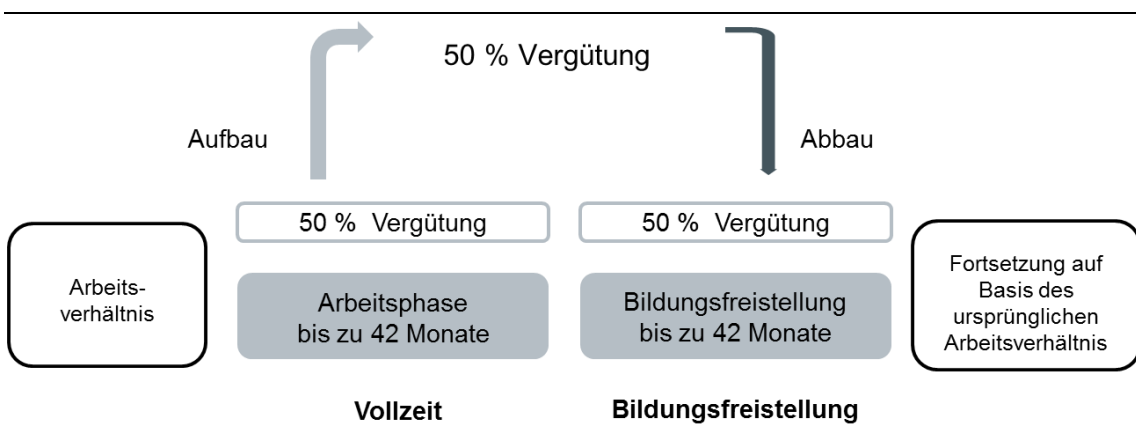 50 % Vergütung
Aufbau
Abbau
50 % Vergütung
50 % Vergütung
Arbeits-
verhältnis
Arbeitsphase
bis zu 42 Monate
Bildungsfreistellung
bis zu 42 Monate
Fortsetzung auf
Basis des
ursprünglichen
Arbeitsverhältnis
Vollzeit
Bildungsfreistellung